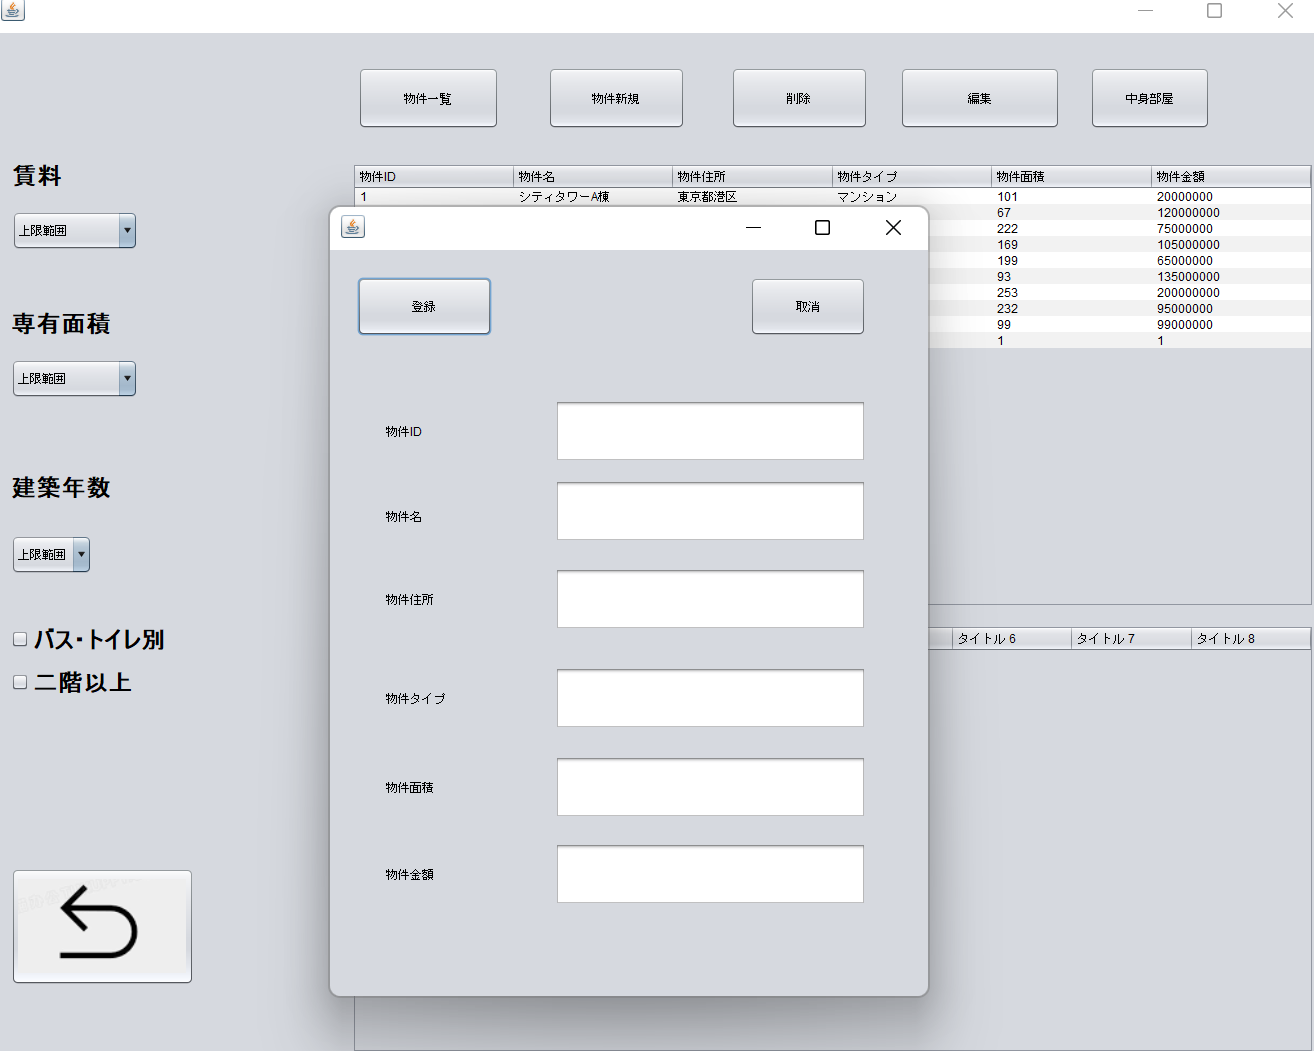 物件一覧 物件新規 削除 編集 中身部屋
賃料
上限範囲
専有面積
上限範囲
建築年数
上限範囲
バス・トイレ別
二階以上
物件ID 物件名 物件住所 物件タイプ 物件面積 物件金額
1 シティタワーA棟 東京都港区 マンション 101 20000000
67 120000000
222 75000000
169 105000000
199 65000000
93 135000000
253 200000000
232 95000000
99 99000000
1 1
タイトル 6 タイトル 7 タイトル 8
登録 取消
物件ID
物件名
物件住所
物件タイプ
物件面積
物件金額